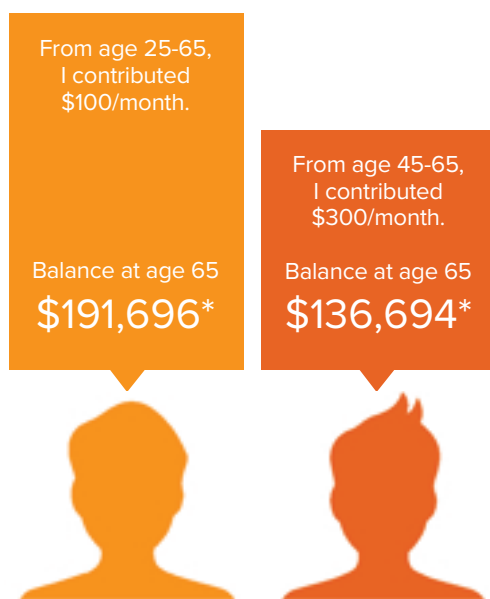 From age 25-65,
I contributed
$100/month.
Balance at age 65
$191,696*
From age 45-65,
I contributed
$300/month.
Balance at age 65
$136,694*